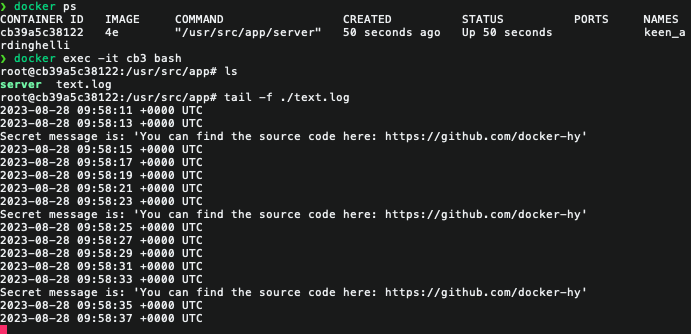 ❯ docker ps
CONTAINER ID   IMAGE     COMMAND                 CREATED          STATUS          PORTS     NAMES
cb39a5c38122   4e        "/usr/src/app/server"   50 seconds ago   Up 50 seconds             keen_a
rdinghelli
❯ docker exec -it cb3 bash
root@cb39a5c38122:/usr/src/app# ls
server  text.log
root@cb39a5c38122:/usr/src/app# tail -f ./text.log
2023-08-28 09:58:11 +0000 UTC
2023-08-28 09:58:13 +0000 UTC
Secret message is: 'You can find the source code here: https://github.com/docker-hy'
2023-08-28 09:58:15 +0000 UTC
2023-08-28 09:58:17 +0000 UTC
2023-08-28 09:58:19 +0000 UTC
2023-08-28 09:58:21 +0000 UTC
2023-08-28 09:58:23 +0000 UTC
Secret message is: 'You can find the source code here: https://github.com/docker-hy'
2023-08-28 09:58:25 +0000 UTC
2023-08-28 09:58:27 +0000 UTC
2023-08-28 09:58:29 +0000 UTC
2023-08-28 09:58:31 +0000 UTC
2023-08-28 09:58:33 +0000 UTC
Secret message is: 'You can find the source code here: https://github.com/docker-hy'
2023-08-28 09:58:35 +0000 UTC
2023-08-28 09:58:37 +0000 UTC